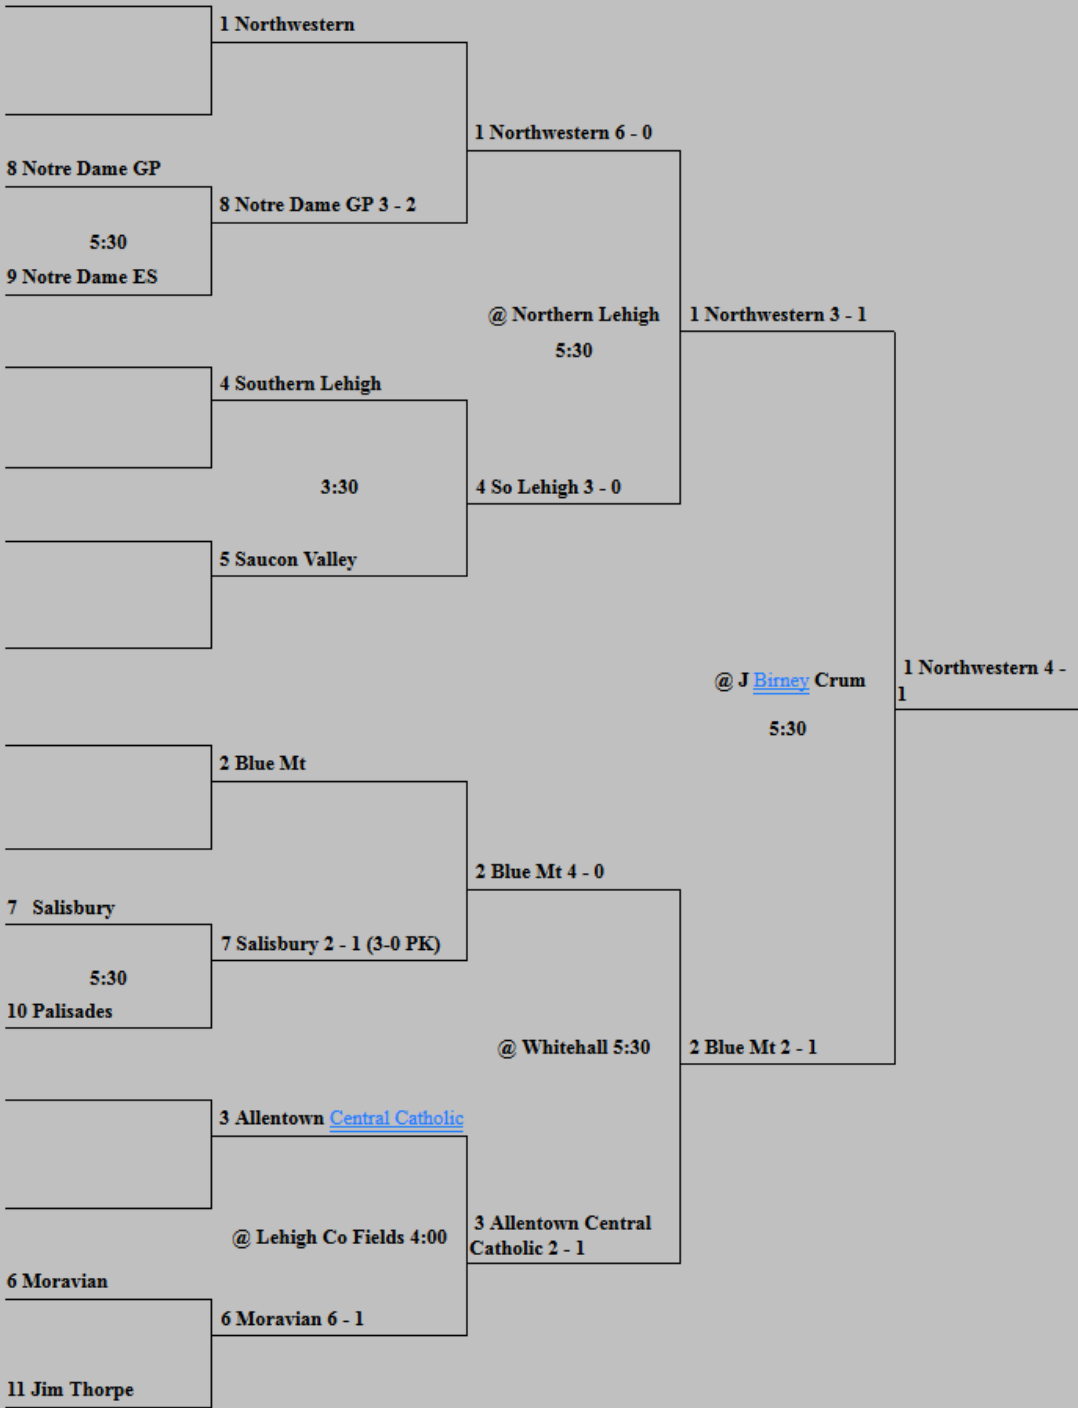 1 Northwestern
1 Northwestern 6 - 0
8 Notre Dame GP
8 Notre Dame GP 3 - 2
5:30
9 Notre Dame ES
@ Northern Lehigh
1 Northwestern 3 - 1
5:30
4 Southern Lehigh
3:30
4 So Lehigh 3 - 0
5 Saucon Valley
@ J Birney Crum
1 Northwestern 4 -
1
5:30
2 Blue Mt
2 Blue Mt 4 - 0
7 Salisbury
7 Salisbury 2 - 1 (3-0 PK)
5:30
10 Palisades
@ Whitehall 5:30
2 Blue Mt 2 - 1
3 Allentown Central Catholic
@ Lehigh Co Fields 4:00
3 Allentown Central
Catholic 2 - 1
6 Moravian
6 Moravian 6 - 1
11 Jim Thorpe